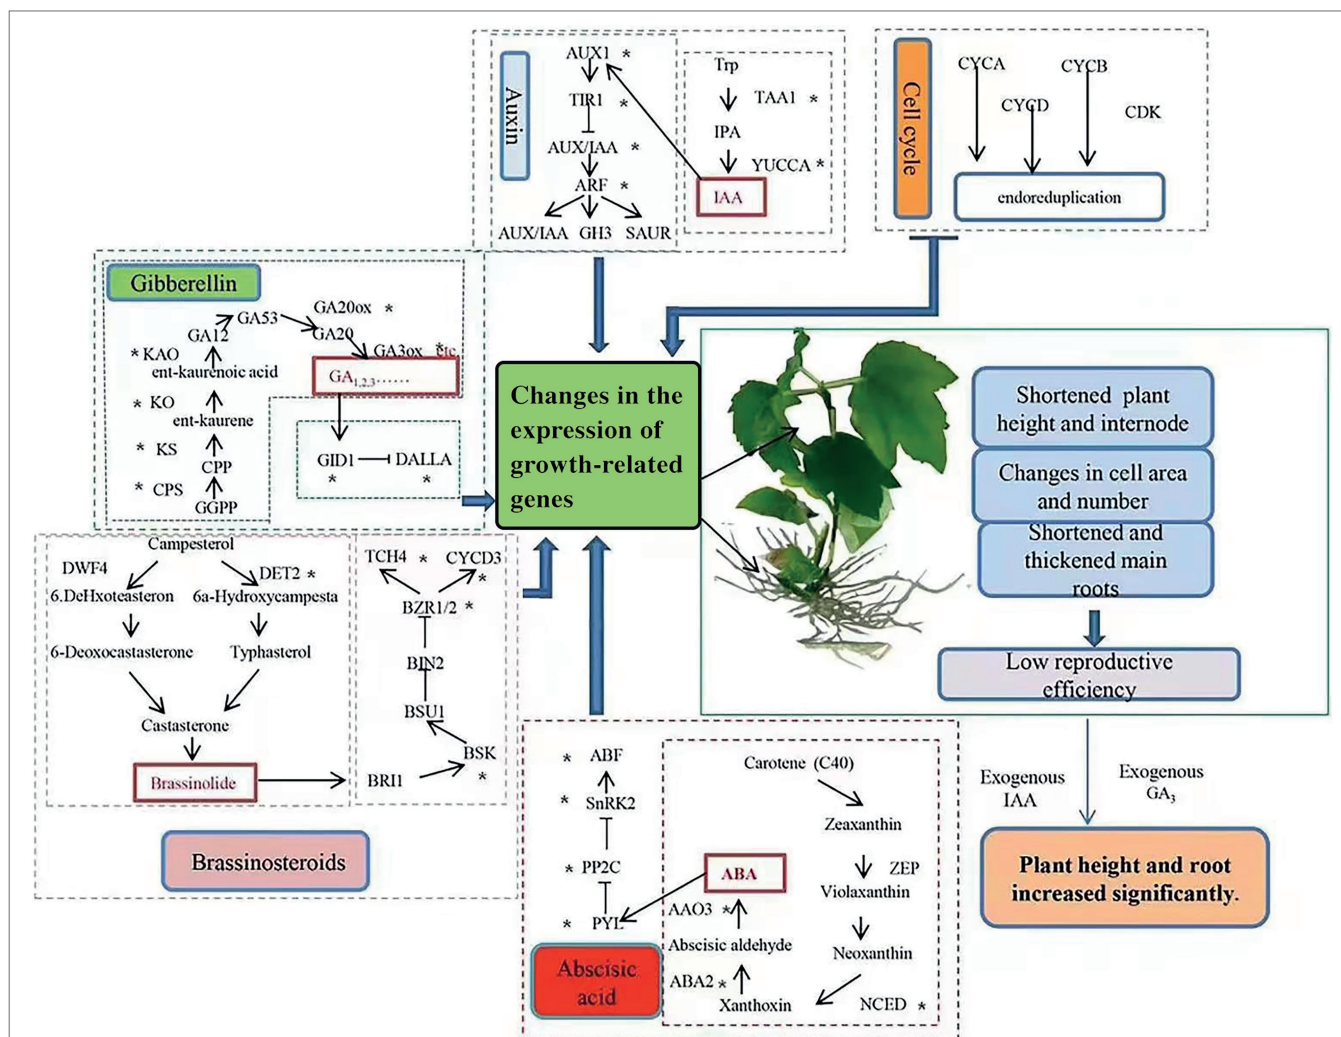 Auxin
AUX1 *
TIR1 *
AUX/IAA *
ARF *
AUX/IAA GH3 SAUR
Trp
TAA1 *
IPA
YUCCA *
IAA
Cell cycle
CYCA
CYCB
CYCD
CDK
endoreduplication
Gibberellin
GA53
GA20ox *
GA12
GA20
GA3ox * etc
* KAO
ent-kaurenoic acid
GA1,2,3......
* KO
ent-kaurene
* KS
CPP
* CPS
GGPP
GID1
DALLA
* *
Changes in the
expression of
growth-related
genes
Shortened plant
height and internode
Changes in cell area
and number
Shortened and
thickened main
roots
Low reproductive
efficiency
Campesterol
DWF4
DET2 *
6.DeHxoteasteron
6a-Hydroxycampesta
6-Deoxocastasterone
Typhasterol
Castasterone
Brassinolide
TCH4 * CYCD3
*
BZR1/2 *
BIN2
BSU1
BSK
*
BRI1
Brassinosteroids
* ABF
* SnRK2
* PP2C
* PYL
Abscisic
acid
Carotene (C40)
Zeaxanthin
ZEP
Violaxanthin
Neoxanthin
NCED *
Xanthoxin
ABA2 *
Abscisic aldehyde
AAO3 *
ABA
Exogenous
IAA
Exogenous
GA3
Plant height and root
increased significantly.